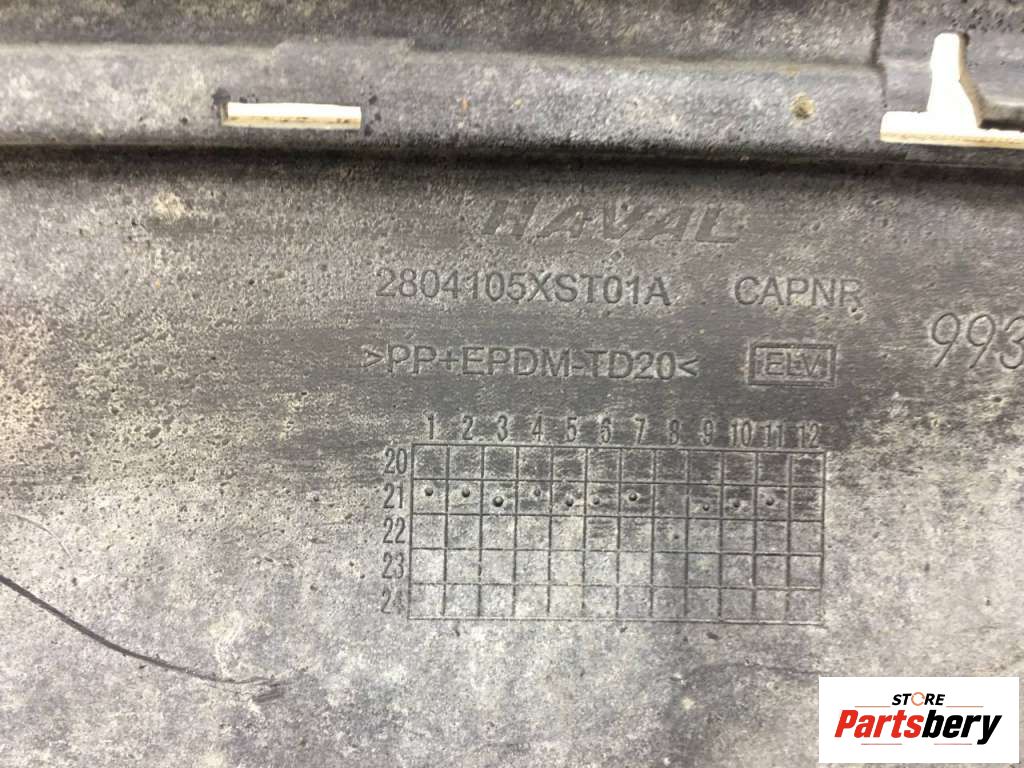 HAVAL
2804105XST01A CAPNR
993
>PP+EPDM-TD20< ELV
1 2 3 4 5 6 7 8 9 10 11 12
20
21
22
23
24
STORE
Partsbery